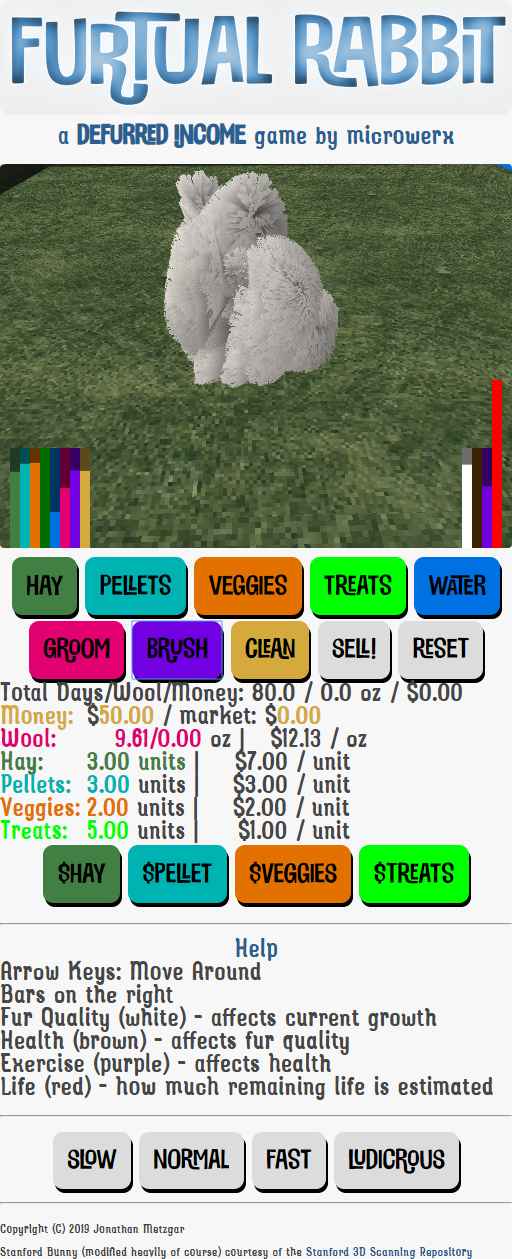 FURTUAL RABBIT
a DEFURRED INCOME game by microwerx
HAY PELLETS VEGGIES TREATS WATER
GROOM BRUSH CLEAN SELL! RESET
Total Days/Wool/Money: 80.0 / 0.0 oz / $0.00
Money: $50.00 / market: $0.00
Wool: 9.61/0.00 oz | $12.13 / oz
Hay: 3.00 units | $7.00 / unit
Pellets: 3.00 units | $3.00 / unit
Veggies: 2.00 units | $2.00 / unit
Treats: 5.00 units | $1.00 / unit
$HAY $PELLET $VEGGIES $TREATS
Help
Arrow Keys: Move Around
Bars on the right
Fur Quality (white) - affects current growth
Health (brown) - affects fur quality
Exercise (purple) - affects health
Life (red) - how much remaining life is estimated
SLOW NORMAL FAST LUDICROUS
Copyright (C) 2019 Jonathan Metzgar
Stanford Bunny (modified heavily of course) courtesy of the Stanford 3D Scanning Repository